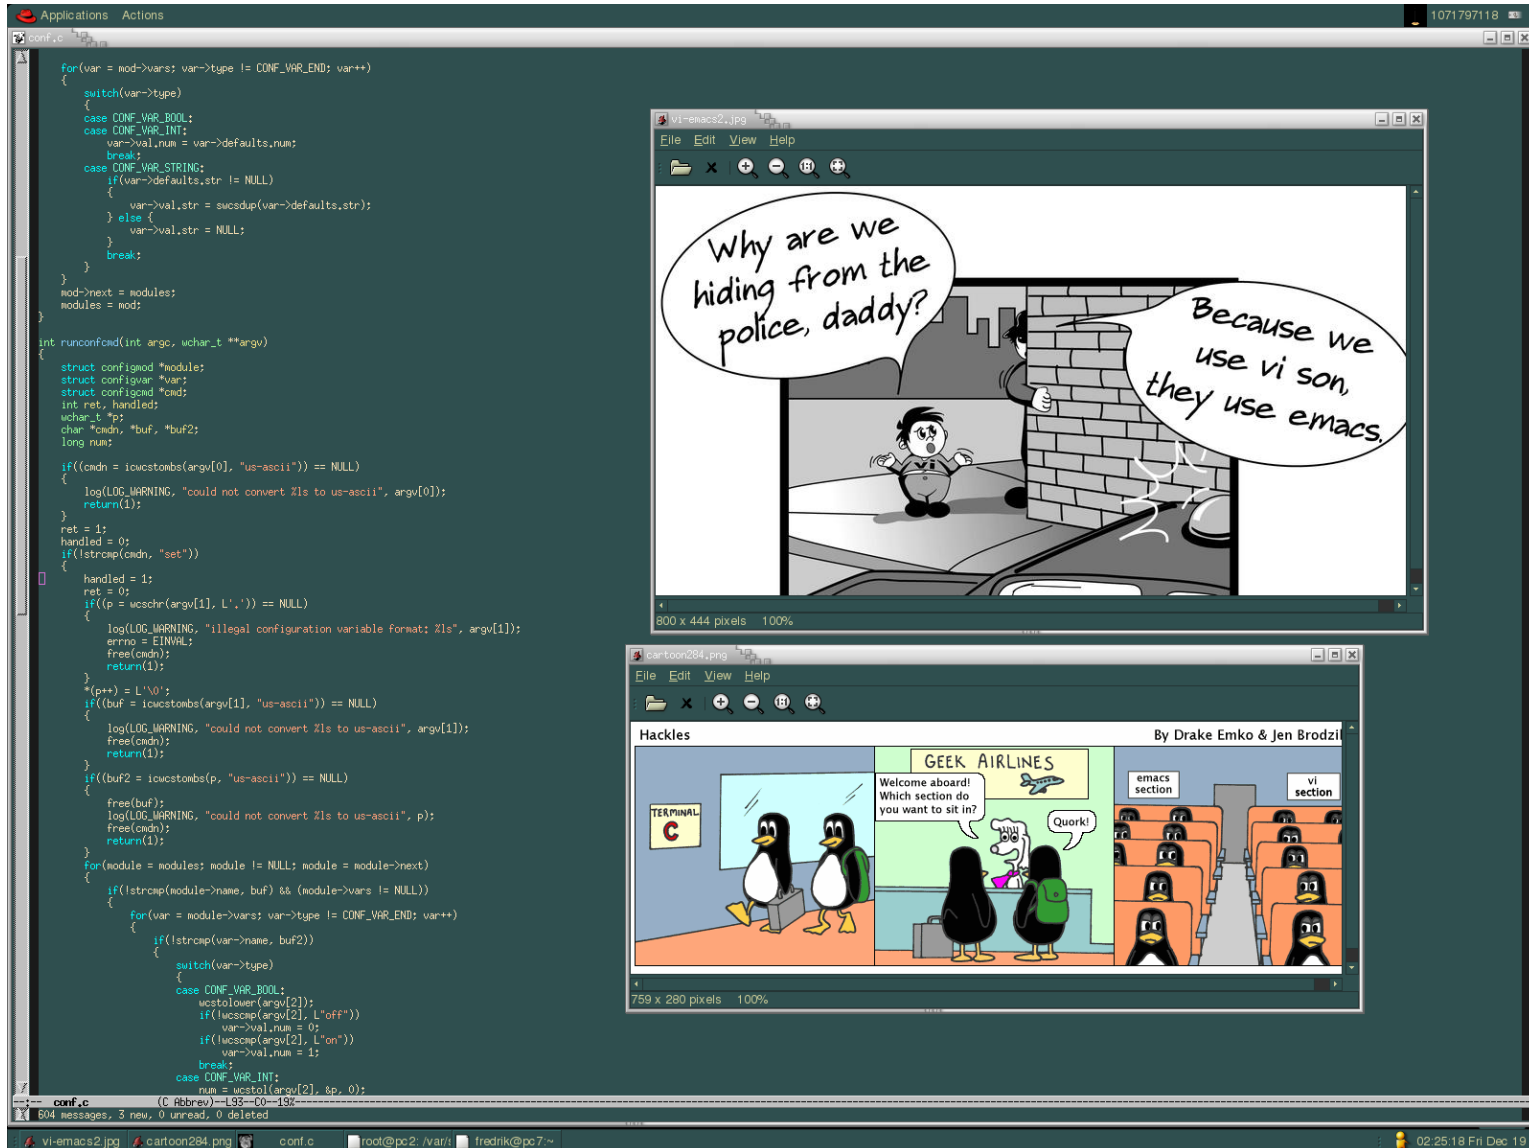 Applications Actions
1071797118
conf.c
for(var = mod->vars; var->type != CONF_VAR_END; var++)
{
switch(var->type)
{
case CONF_VAR_BOOL:
case CONF_VAR_INT:
var->val.num = var->defaults.num;
break;
case CONF_VAR_STRING:
if(var->defaults.str != NULL)
{
var->val.str = swcsdup(var->defaults.str);
} else {
var->val.str = NULL;
}
break;
}
}
mod->next = modules;
modules = mod;
}
int runconfcmd(int argc, wchar_t **argv)
{
struct configmod *module;
struct configvar *var;
struct configcmd *cmd;
int ret, handled;
wchar_t *p;
char *cmdn, *buf, *buf2;
long num;
if((cmdn = icwcstombs(argv[0], "us-ascii")) == NULL)
{
log(LOG_WARNING, "could not convert %ls to us-ascii", argv[0]);
return(1);
}
ret = 1;
handled = 0;
if(!strcmp(cmdn, "set"))
{
handled = 1;
ret = 0;
if((p = wcschr(argv[1], L'.')) == NULL)
{
log(LOG_WARNING, "illegal configuration variable format: %ls", argv[1]);
errno = EINVAL;
free(cmdn);
return(1);
}
*(p++) = L'\0';
if((buf = icwcstombs(argv[1], "us-ascii")) == NULL)
{
log(LOG_WARNING, "could not convert %ls to us-ascii", argv[1]);
free(cmdn);
return(1);
}
if((buf2 = icwcstombs(p, "us-ascii")) == NULL)
{
free(buf);
log(LOG_WARNING, "could not convert %ls to us-ascii", p);
free(cmdn);
return(1);
}
for(module = modules; module != NULL; module = module->next)
{
if(!strcmp(module->name, buf) && (module->vars != NULL))
{
for(var = module->vars; var->type != CONF_VAR_END; var++)
{
if(!strcmp(var->name, buf2))
{
switch(var->type)
{
case CONF_VAR_BOOL:
wcstolower(argv[2]);
if(!wcscmp(argv[2], L"off"))
var->val.num = 0;
if(!wcscmp(argv[2], L"on"))
var->val.num = 1;
break;
case CONF_VAR_INT:
num = wcstol(argv[2], &p, 0);
--:-- conf.c (C Abbrev)--L93--C0--19%--
604 messages, 3 new, 0 unread, 0 deleted
vi-emacs2.jpg
File Edit View Help
Why are we
hiding from the
police, daddy?
Because we
use vi son,
they use emacs.
vi
800 x 444 pixels 100%
cartoon284.png
File Edit View Help
Hackles
By Drake Emko & Jen Brodzi
TERMINAL
C
GEEK AIRLINES
Welcome aboard!
Which section do
you want to sit in?
Quork!
emacs
section
vi
section
759 x 280 pixels 100%
vi-emacs2.jpg cartoon284.png conf.c root@pc2: /var/ fredrik@pc7:~
02:25:18 Fri Dec 19